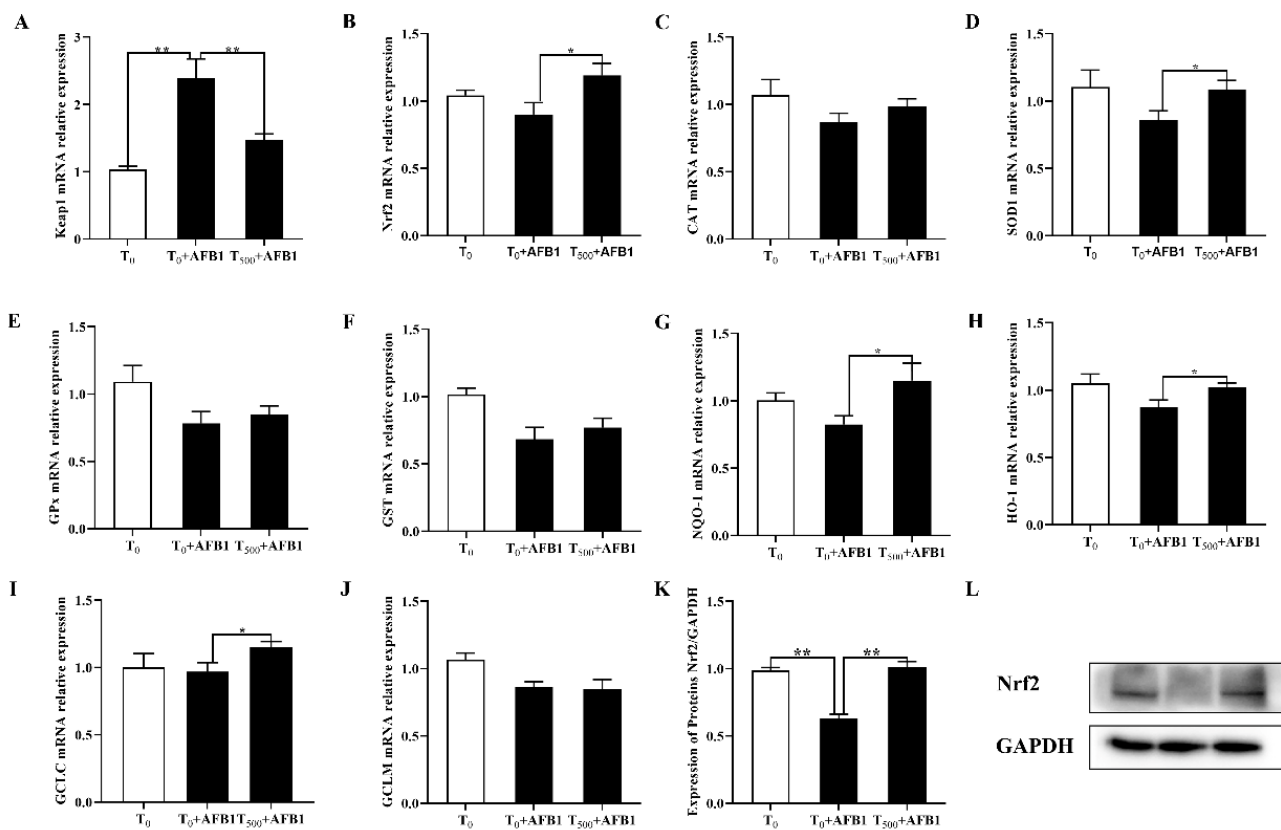 A
Keap1 mRNA relative expression
3
2
1
0
**
**
T₀
T₀+AFB1
T₅₀₀+AFB1
B
Nrf2 mRNA relative expression
1.5
1.0
0.5
0.0
*
T₀
T₀+AFB1
T₅₀₀+AFB1
C
CAT mRNA relative expression
1.5
1.0
0.5
0.0
T₀
T₀+AFB1
T₅₀₀+AFB1
D
SOD1 mRNA relative expression
1.5
1.0
0.5
0.0
*
T₀
T₀+AFB1
T₅₀₀+AFB1
E
GPx mRNA relative expression
1.5
1.0
0.5
0.0
T₀
T₀+AFB1
T₅₀₀+AFB1
F
GST mRNA relative expression
1.5
1.0
0.5
0.0
T₀
T₀+AFB1
T₅₀₀+AFB1
G
NQO-1 mRNA relative expression
1.5
1.0
0.5
0.0
*
T₀
T₀+AFB1
T₅₀₀+AFB1
H
HO-1 mRNA relative expression
1.5
1.0
0.5
0.0
*
T₀
T₀+AFB1
T₅₀₀+AFB1
I
GCLC mRNA relative expression
1.5
1.0
0.5
0.0
*
T₀
T₀+AFB1
T₅₀₀+AFB1
J
GCLM mRNA relative expression
1.5
1.0
0.5
0.0
T₀
T₀+AFB1
T₅₀₀+AFB1
K
Expression of Proteins Nrf2/GAPDH
1.5
1.0
0.5
0.0
**
**
T₀
T₀+AFB1
T₅₀₀+AFB1
L
Nrf2
GAPDH